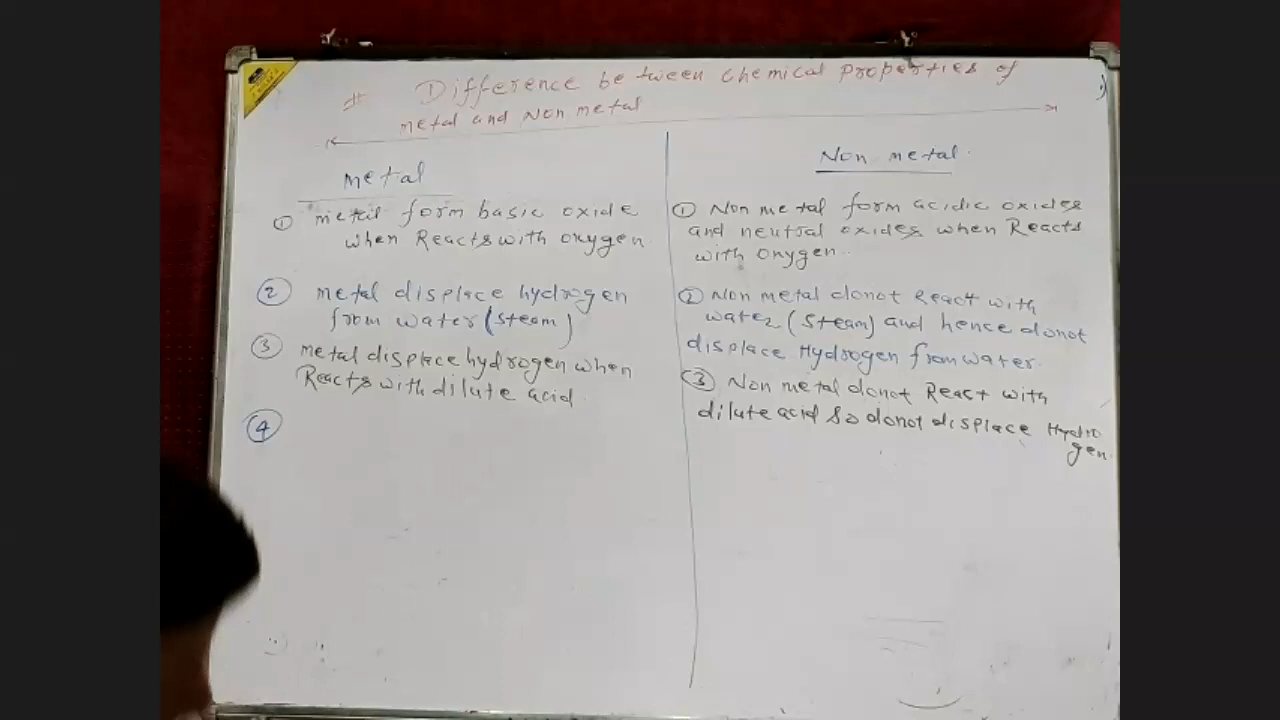 # Difference between chemical properties of
metal and Non metal
Metal
① metal form basic oxide
when Reacts with oxygen.
② metal displace hydrogen
from water (steam)
③ metal displace hydrogen when
Reacts with dilute acid.
④
Non metal.
① Non metal form acidic oxides
and neutral oxides when Reacts
with Oxygen..
② Non metal donot React with
water (steam) and hence donot
displace Hydrogen from water.
③ Non metal donot React with
dilute acid so donot displace Hydro
gen.